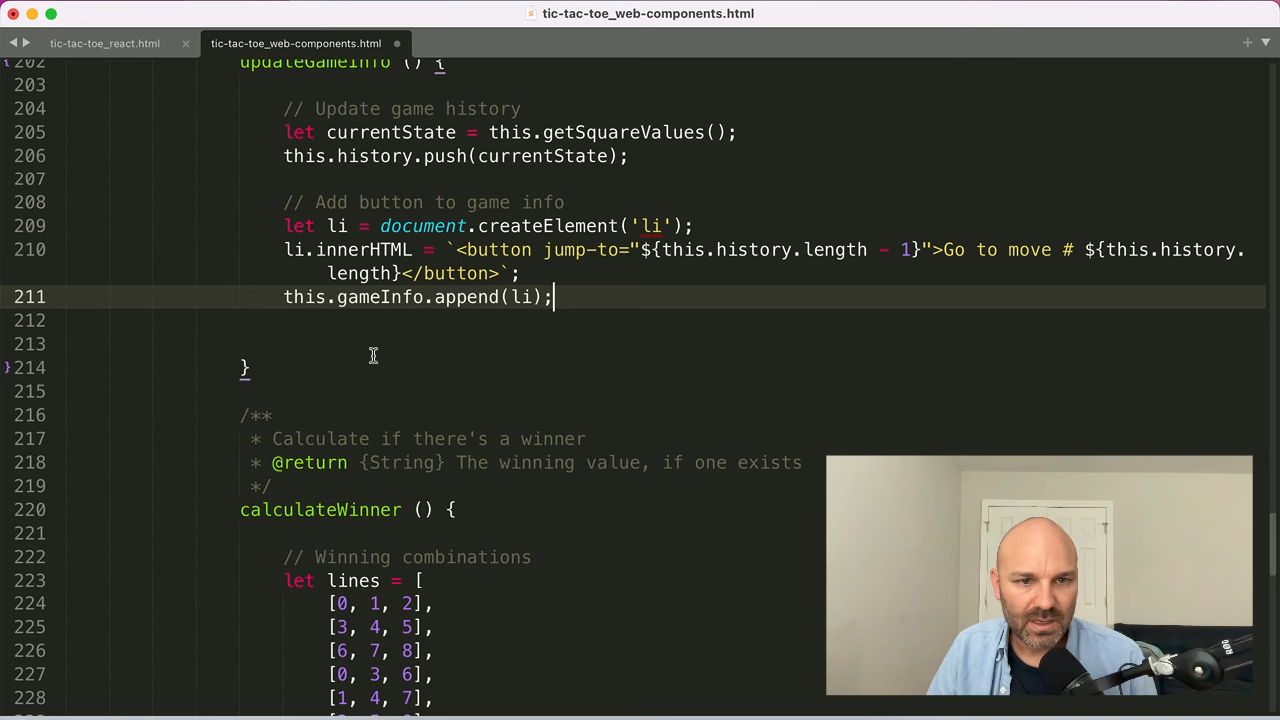 tic-tac-toe_web-components.html
tic-tac-toe_react.html × tic-tac-toe_web-components.html
202 updateGameInfo () {
203
204 // Update game history
205 let currentState = this.getSquareValues();
206 this.history.push(currentState);
207
208 // Add button to game info
209 let li = document.createElement('li');
210 li.innerHTML = `<button jump-to="${this.history.length - 1}">Go to move # ${this.history.
length}</button>`;
211 this.gameInfo.append(li);
212
213
214 }
215
216 /**
217 * Calculate if there's a winner
218 * @return {String} The winning value, if one exists
219 */
220 calculateWinner () {
221
222 // Winning combinations
223 let lines = [
224 [0, 1, 2],
225 [3, 4, 5],
226 [6, 7, 8],
227 [0, 3, 6],
228 [1, 4, 7],